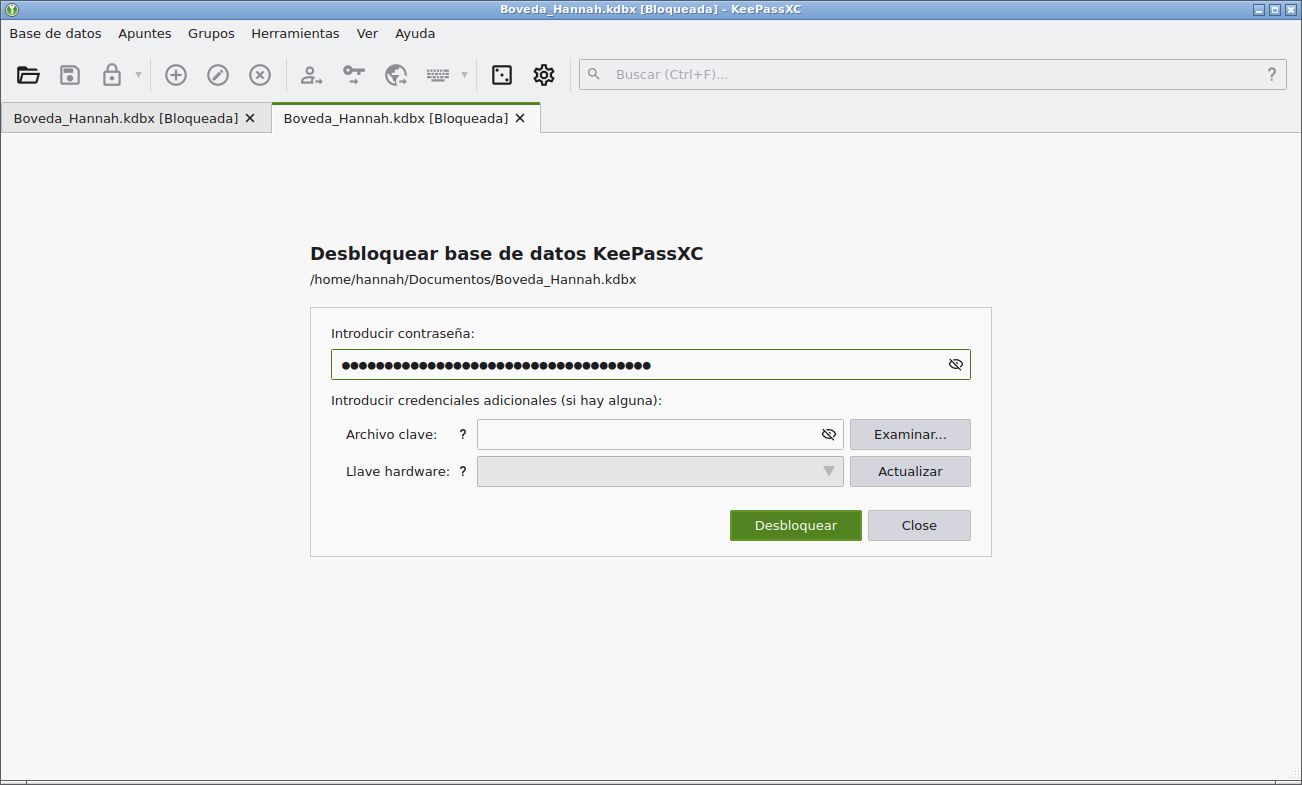 Boveda_Hannah.kdbx [Bloqueada] - KeePassXC
Base de datos Apuntes Grupos Herramientas Ver Ayuda
Buscar (Ctrl+F)... ?
Boveda_Hannah.kdbx [Bloqueada] Boveda_Hannah.kdbx [Bloqueada]
Desbloquear base de datos KeePassXC
/home/hannah/Documentos/Boveda_Hannah.kdbx
Introducir contraseña:
●●●●●●●●●●●●●●●●●●●●●●●●●●●●●●●●●●●●
Introducir credenciales adicionales (si hay alguna):
Archivo clave: ? Examinar...
Llave hardware: ? Actualizar
Desbloquear Close